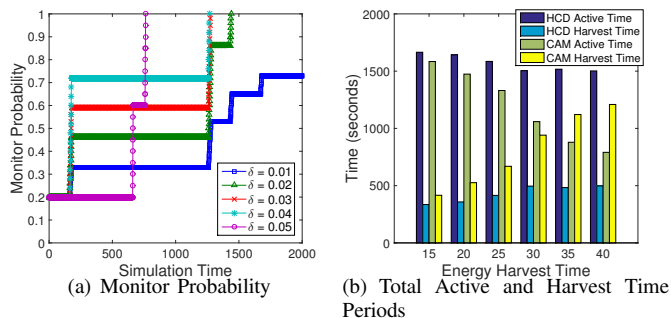 1
0.9
0.8
0.7
0.6
0.5
0.4
0.3
0.2
0.1
0
0 500 1000 1500 2000
Monitor Probability
Simulation Time
δ = 0.01
δ = 0.02
δ = 0.03
δ = 0.04
δ = 0.05
(a) Monitor Probability
2000
1500
1000
500
0
Time (seconds)
15 20 25 30 35 40
Energy Harvest Time
HCD Active Time
HCD Harvest Time
CAM Active Time
CAM Harvest Time
(b) Total Active and Harvest Time
Periods